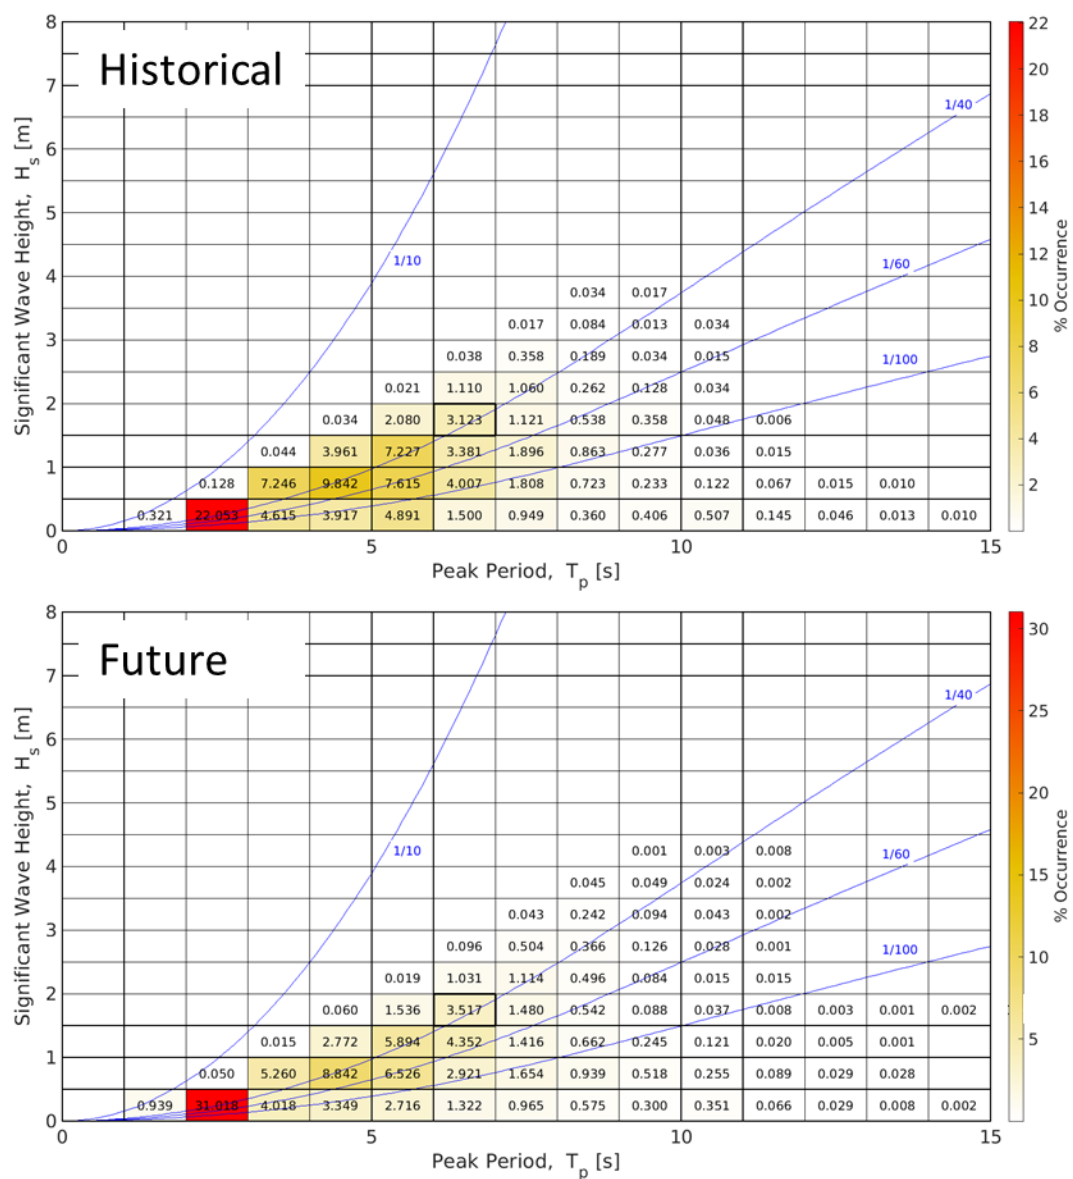 Historical
8
7
6
5
4
3
2
1
0
Significant Wave Height, H_s [m]
1/10
1/40
1/60
1/100
0.034 0.017
0.017 0.084 0.013 0.034
0.038 0.358 0.189 0.034 0.015
0.021 1.110 1.060 0.262 0.128 0.034
0.034 2.080 3.123 1.121 0.538 0.358 0.048 0.006
0.044 3.961 7.227 3.381 1.896 0.863 0.277 0.036 0.015
0.128 7.246 9.842 7.615 4.007 1.808 0.723 0.233 0.122 0.067 0.015 0.010
0.321 22.053 4.615 3.917 4.891 1.500 0.949 0.360 0.406 0.507 0.145 0.046 0.013 0.010
0 5 10 15
Peak Period, T_p [s]
22
20
18
16
14
12
10
8
6
4
2
% Occurrence
Future
8
7
6
5
4
3
2
1
0
Significant Wave Height, H_s [m]
1/10
1/40
1/60
1/100
0.001 0.003 0.008
0.045 0.049 0.024 0.002
0.043 0.242 0.094 0.043 0.002
0.096 0.504 0.366 0.126 0.028 0.001
0.019 1.031 1.114 0.496 0.084 0.015 0.015
0.060 1.536 3.517 1.480 0.542 0.088 0.037 0.008 0.003 0.001 0.002
0.015 2.772 5.894 4.352 1.416 0.662 0.245 0.121 0.020 0.005 0.001
0.050 5.260 8.842 6.526 2.921 1.654 0.939 0.518 0.255 0.089 0.029 0.028
0.939 31.018 4.018 3.349 2.716 1.322 0.965 0.575 0.300 0.351 0.066 0.029 0.008 0.002
0 5 10 15
Peak Period, T_p [s]
30
25
20
15
10
5
% Occurrence